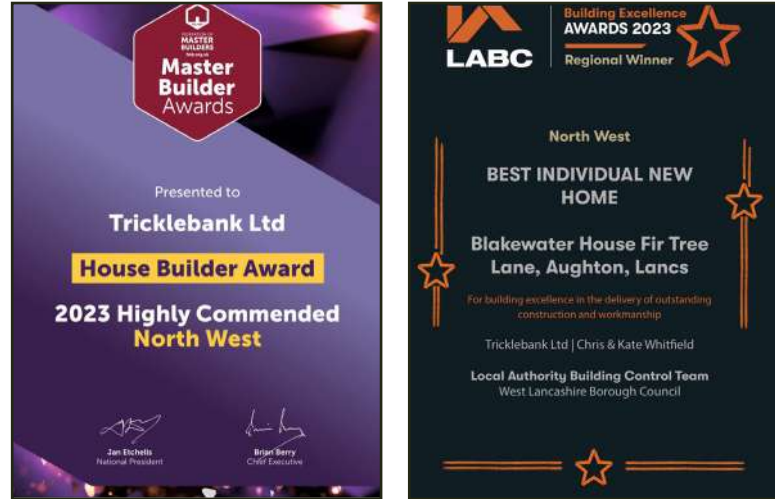 FEDERATION OF
MASTER
BUILDERS
fmb.org.uk
Master
Builder
Awards
Presented to
Tricklebank Ltd
House Builder Award
2023 Highly Commended
North West
Jan Etchells
National President
Brian Berry
Chief Executive
LABC
Building Excellence
AWARDS 2023
Regional Winner
North West
BEST INDIVIDUAL NEW
HOME
Blakewater House Fir Tree
Lane, Aughton, Lancs
For building excellence in the delivery of outstanding
construction and workmanship
Tricklebank Ltd | Chris & Kate Whitfield
Local Authority Building Control Team
West Lancashire Borough Council